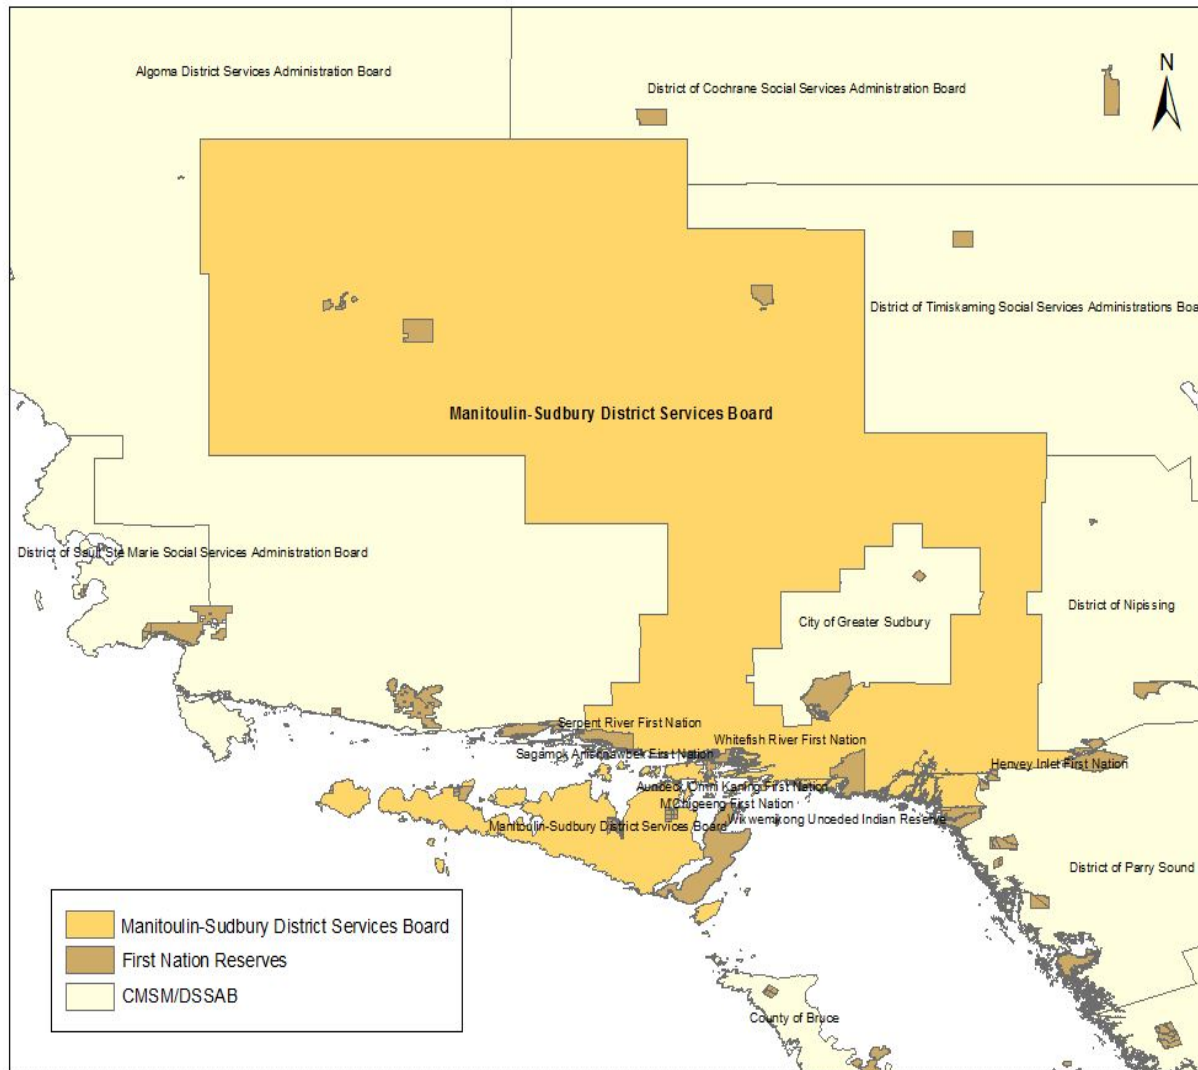 Algoma District Services Administration Board
N
District of Cochrane Social Services Administration Board
District of Timiskaming Social Services Administrations Boa
Manitoulin-Sudbury District Services Board
District of Sault Ste Marie Social Services Administration Board
District of Nipissing
City of Greater Sudbury
Serpent River First Nation
Whitefish River First Nation
Sagamok Anishnawbek First Nation
Henvey Inlet First Nation
Aundeck Omni Kaning First Nation
M'Chigeeng First Nation
Wikwemikong Unceded Indian Reserve
Manitoulin-Sudbury District Services Board
District of Parry Sound
Manitoulin-Sudbury District Services Board
First Nation Reserves
CMSM/DSSAB
County of Bruce